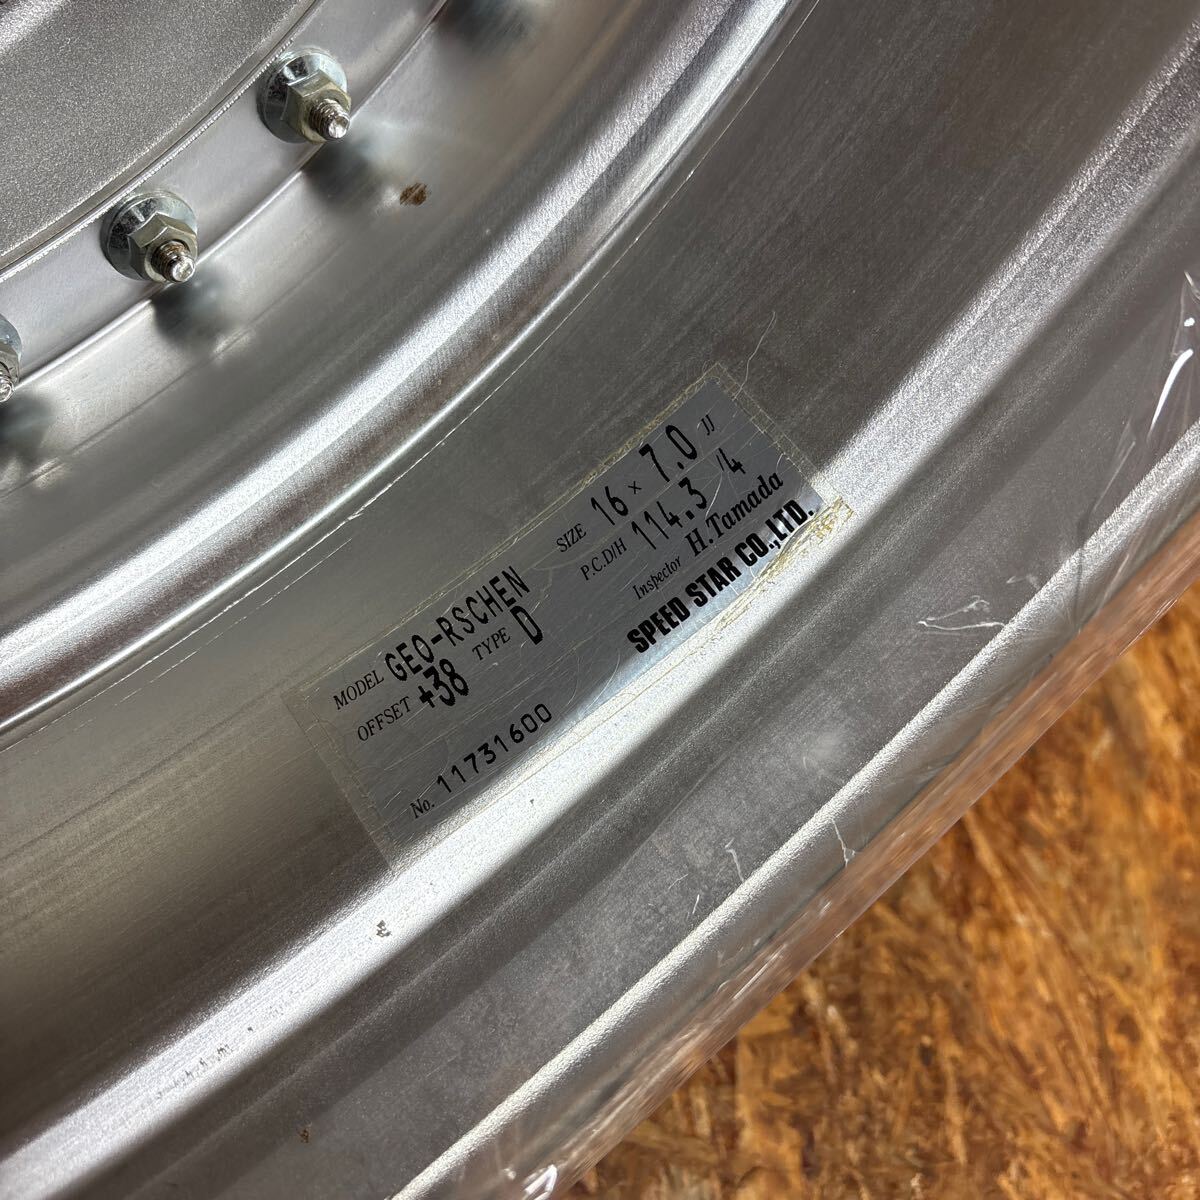 MODEL GEO-RSCHEN SIZE 16 × 7.0 JJ
OFFSET +38 TYPE D P.C.D/H 114.3 /4
Inspector H.Tamada
No. 11731600 SPEED STAR CO.,LTD.